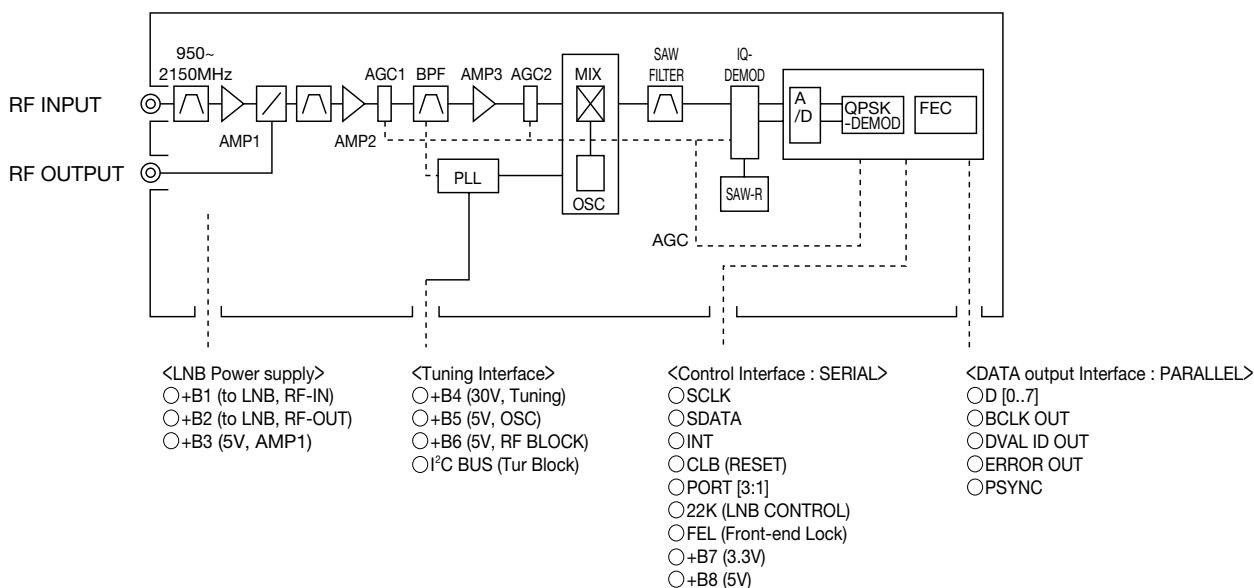 950~
2150MHz
AGC1
BPF
AMP3
AGC2
MIX
SAW
FILTER
IQ-
DEMOD
RF INPUT
A
/D
QPSK
-DEMOD
FEC
AMP1
AMP2
RF OUTPUT
PLL
OSC
SAW-R
AGC
<LNB Power supply>
○+B1 (to LNB, RF-IN)
○+B2 (to LNB, RF-OUT)
○+B3 (5V, AMP1)
<Tuning Interface>
○+B4 (30V, Tuning)
○+B5 (5V, OSC)
○+B6 (5V, RF BLOCK)
○I²C BUS (Tur Block)
<Control Interface : SERIAL>
○SCLK
○SDATA
○INT
○CLB (RESET)
○PORT [3:1]
○22K (LNB CONTROL)
○FEL (Front-end Lock)
○+B7 (3.3V)
○+B8 (5V)
<DATA output Interface : PARALLEL>
○D [0..7]
○BCLK OUT
○DVAL ID OUT
○ERROR OUT
○PSYNC